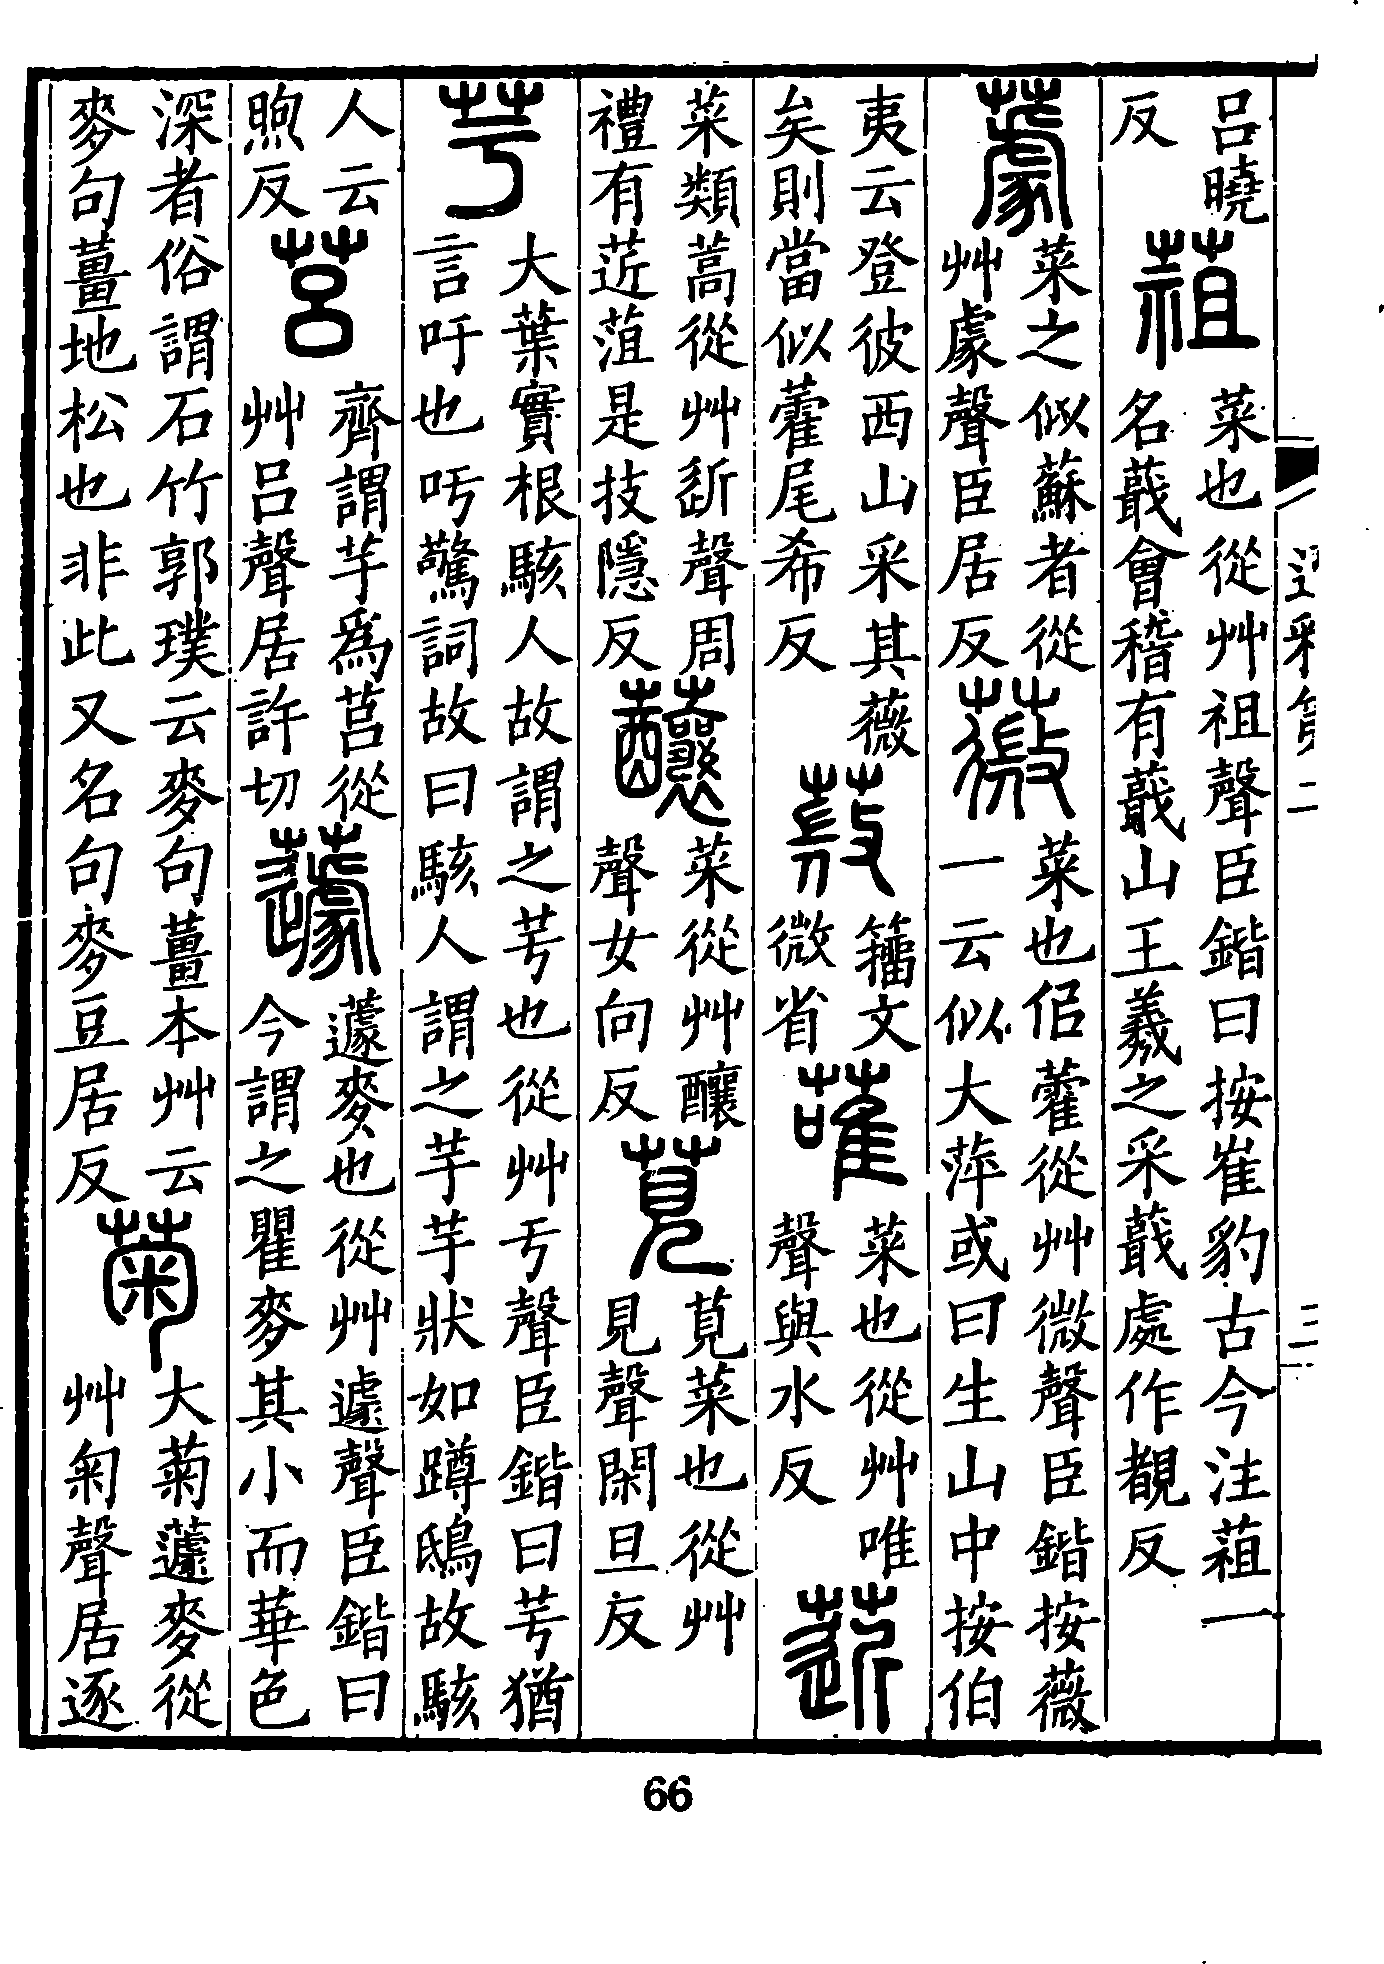 通釋第二
三
呂曉
反
蒩
菜也從艸祖聲臣鍇曰按崔豹古今注蒩一
名蕺會稽有蕺山王羲之采蕺處作覩反
菜之似蘇者從
艸豦聲臣居反
薇
菜也佀藿從艸微聲臣鍇按薇
一云似大萍或曰生山中按伯
夷云登彼西山采其薇
矣則當似藿尾希反
籒文
微省
蓶
菜也從艸唯
聲與水反
菦
菜類蒿從艸近聲周
禮有菦菹是技隱反
菜從艸釀
聲女向反
莧
莧菜也從艸
見聲閑旦反
芌
大葉實根駭人故謂之芌也從艸亏聲臣鍇曰芌猶
言吁也吁驚詞故曰駭人謂之芋芋狀如蹲鴟故駭
人云
煦反
莒
齊謂芋爲莒從
艸呂聲居許切
蘧
蘧麥也從艸遽聲臣鍇曰
今謂之瞿麥其小而華色
深者俗謂石竹郭璞云麥句薑本艸云
麥句薑地松也非此又名句麥豆居反
菊
大菊蘧麥從
艸匊聲居逐
66